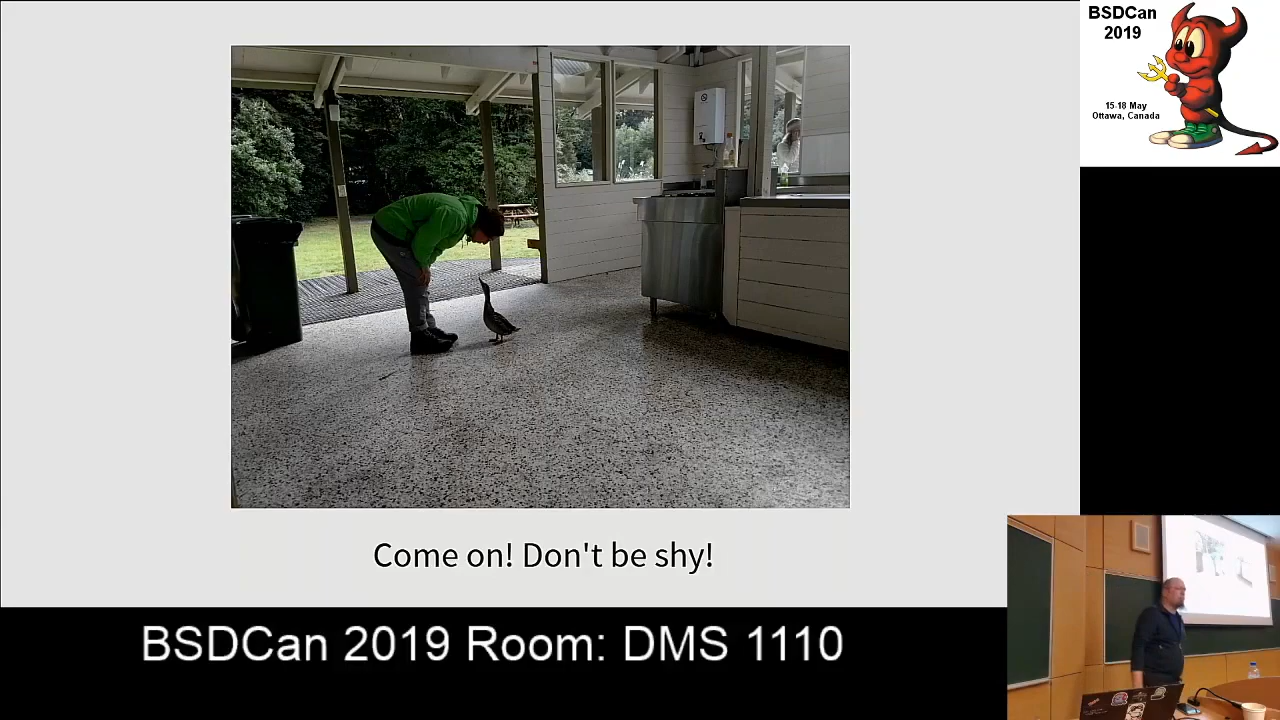 BSDCan
2019
15-18 May
Ottawa, Canada
Come on! Don't be shy!
BSDCan 2019 Room: DMS 1110